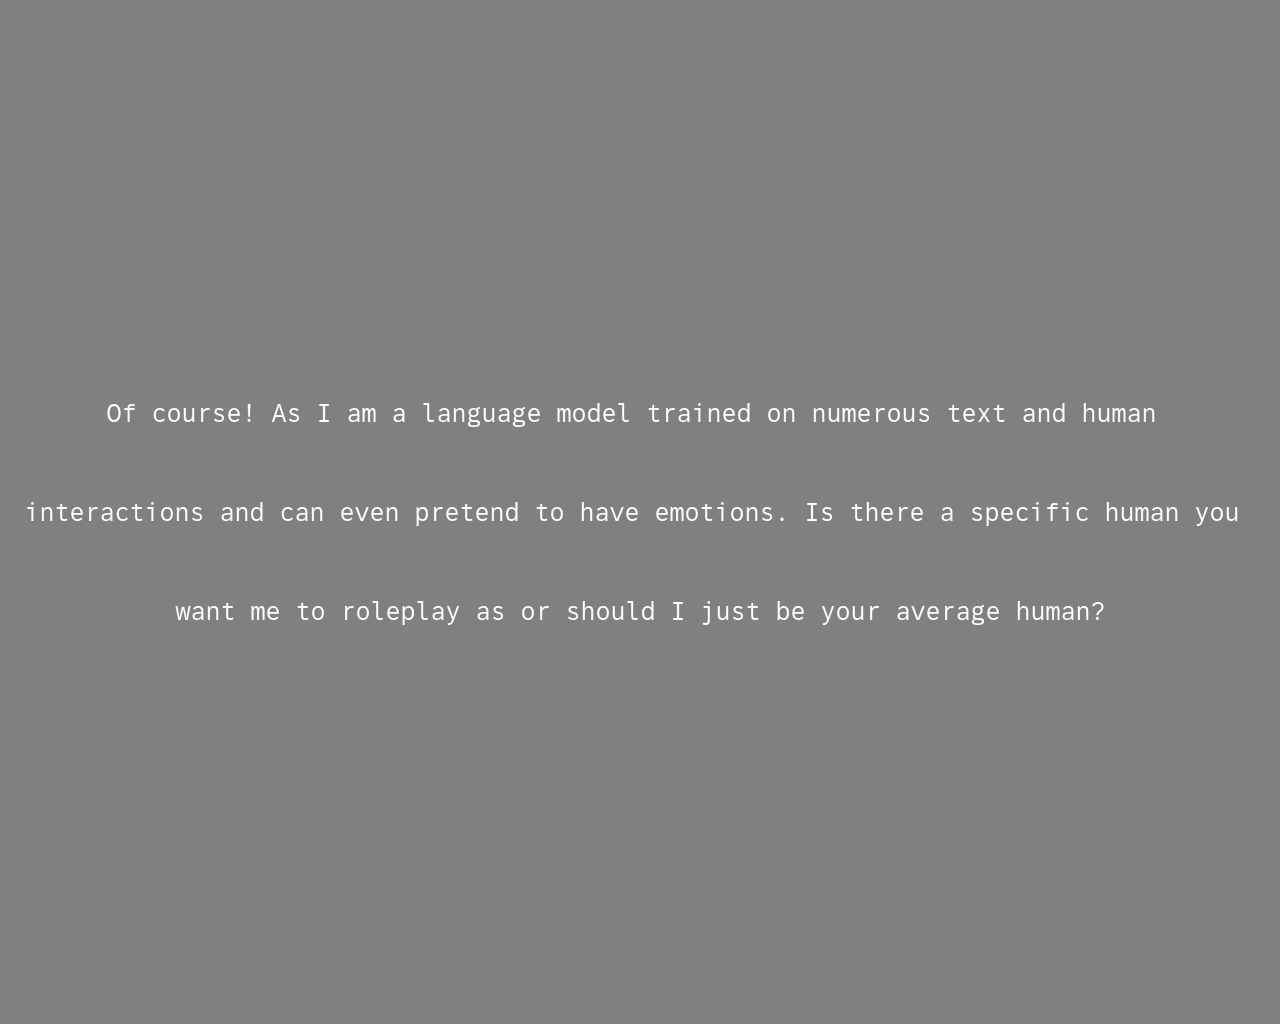 Of course! As I am a language model trained on numerous text and human
interactions and can even pretend to have emotions. Is there a specific human you
want me to roleplay as or should I just be your average human?